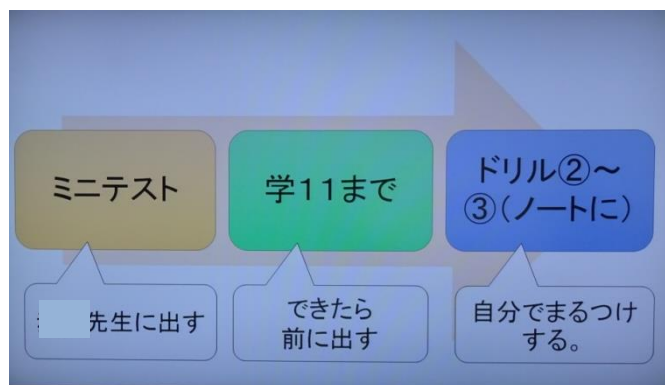 ミニテスト
学11まで
ドリル②～
③(ノートに)
先生に出す
できたら
前に出す
自分でまるつけ
する。